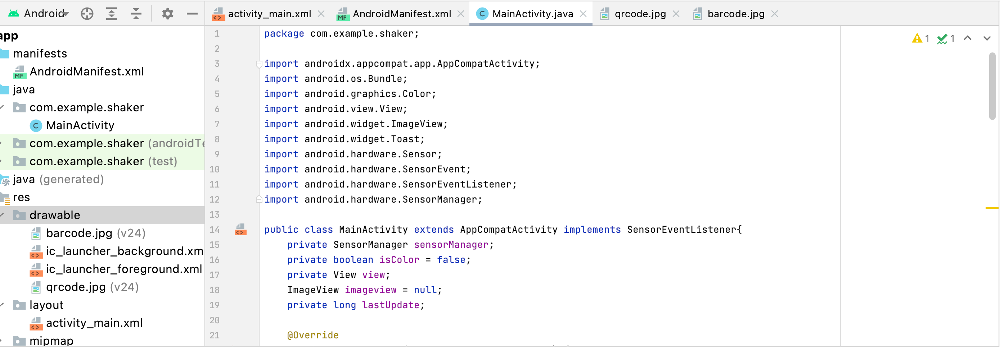 Android
app
manifests
AndroidManifest.xml
java
com.example.shaker
MainActivity
com.example.shaker (androidTe
com.example.shaker (test)
java (generated)
res
drawable
barcode.jpg (v24)
ic_launcher_background.xm
ic_launcher_foreground.xml
qrcode.jpg (v24)
layout
activity_main.xml
mipmap
activity_main.xml AndroidManifest.xml MainActivity.java qrcode.jpg barcode.jpg
1 package com.example.shaker;
2
3 import androidx.appcompat.app.AppCompatActivity;
4 import android.os.Bundle;
5 import android.graphics.Color;
6 import android.view.View;
7 import android.widget.ImageView;
8 import android.widget.Toast;
9 import android.hardware.Sensor;
10 import android.hardware.SensorEvent;
11 import android.hardware.SensorEventListener;
12 import android.hardware.SensorManager;
13
14 public class MainActivity extends AppCompatActivity implements SensorEventListener{
15 private SensorManager sensorManager;
16 private boolean isColor = false;
17 private View view;
18 ImageView imageview = null;
19 private long lastUpdate;
20
21 @Override
1 1
MF
MF
C
C